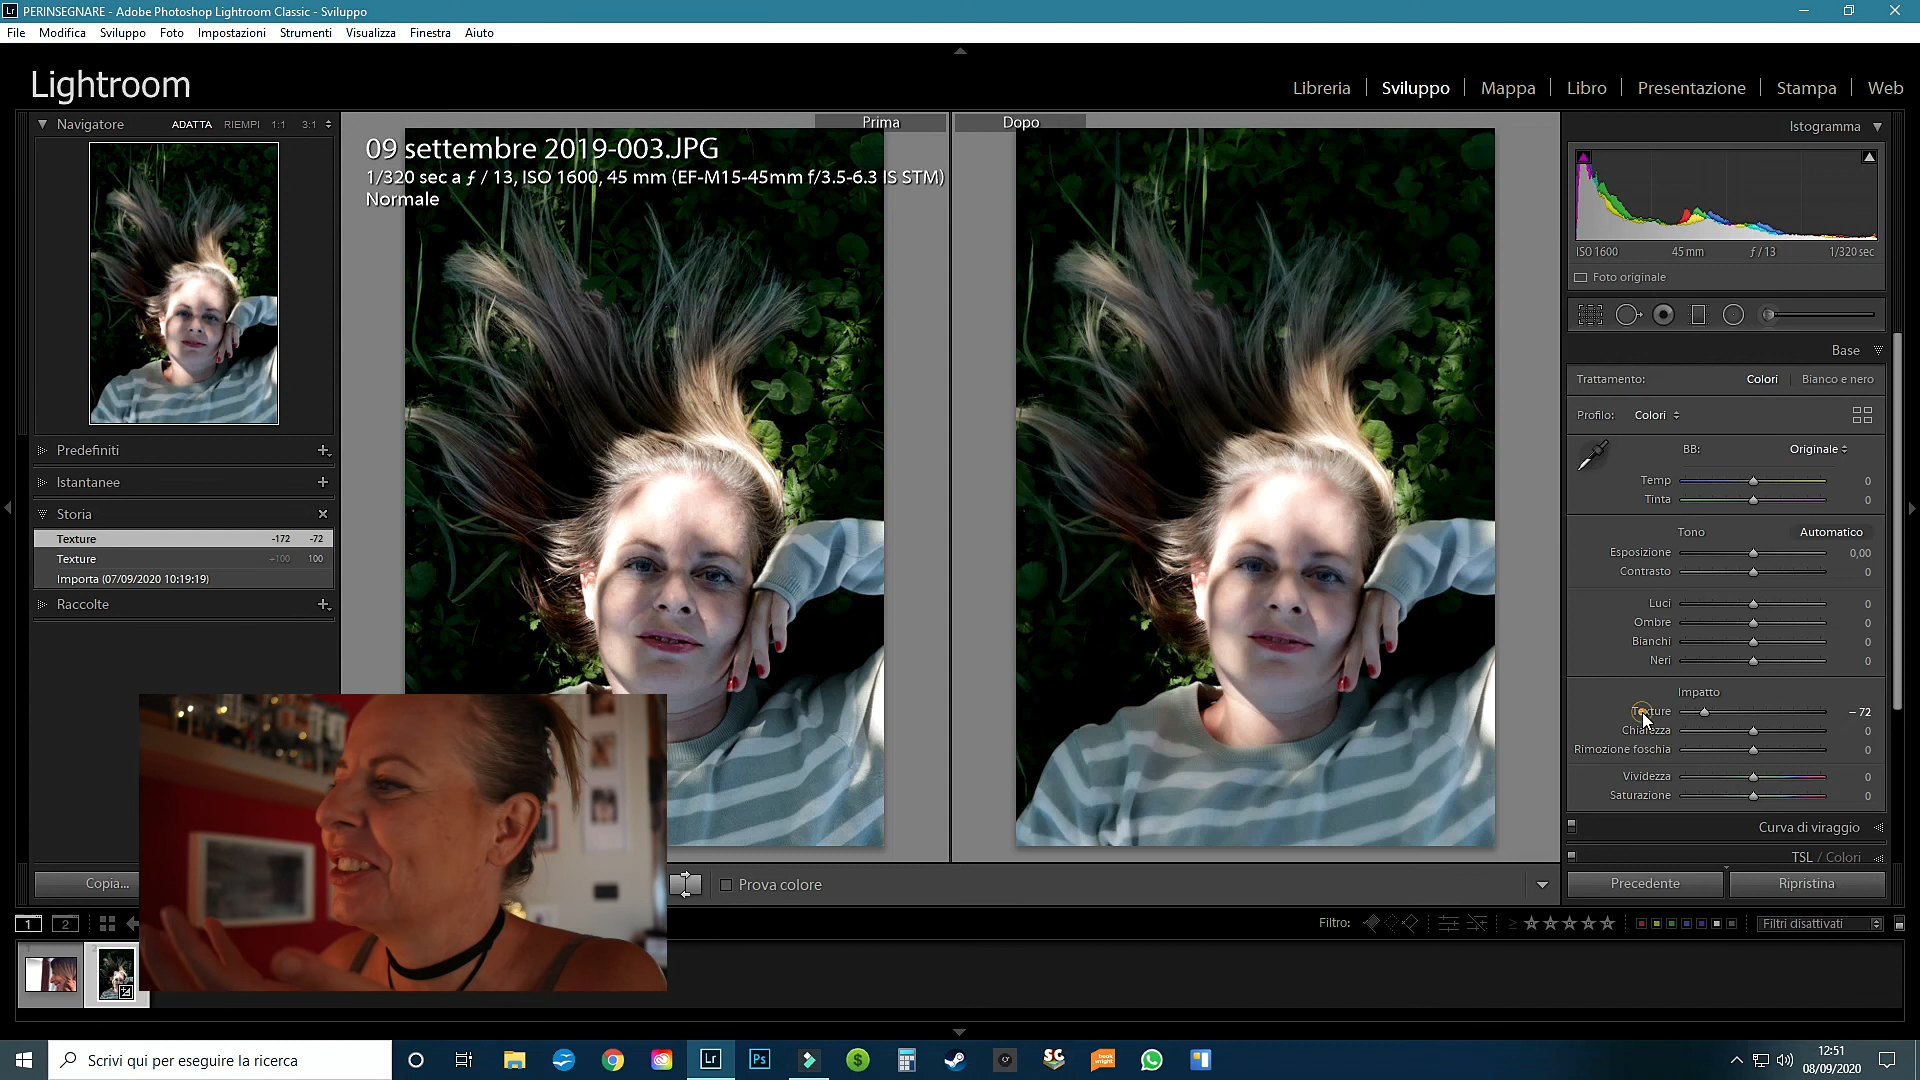 PERINSEGNARE - Adobe Photoshop Lightroom Classic - Sviluppo
File Modifica Sviluppo Foto Impostazioni Strumenti Visualizza Finestra Aiuto
Lightroom
Libreria | Sviluppo | Mappa | Libro | Presentazione | Stampa | Web
Navigatore ADATTA RIEMPI 1:1 3:1
Predefiniti
Istantanee
Storia
Texture -172 -72
Texture +100 100
Importa (07/09/2020 10:19:19)
Raccolte
Copia...
Prima
Dopo
09 settembre 2019-003.JPG
1/320 sec a ƒ / 13, ISO 1600, 45 mm (EF-M15-45mm f/3.5-6.3 IS STM)
Normale
Prova colore
Istogramma
ISO 1600 45 mm ƒ / 13 1/320 sec
Foto originale
Base
Trattamento: Colori | Bianco e nero
Profilo: Colori
BB: Originale
Temp 0
Tinta 0
Tono Automatico
Esposizione 0,00
Contrasto 0
Luci 0
Ombre 0
Bianchi 0
Neri 0
Impatto
Texture – 72
Chiarezza 0
Rimozione foschia 0
Vividezza 0
Saturazione 0
Curva di viraggio
TSL / Colori
Precedente Ripristina
1 2
Filtro: Filtri disattivati
Scrivi qui per eseguire la ricerca
Lr Ps
SC
book wright
12:51
08/09/2020